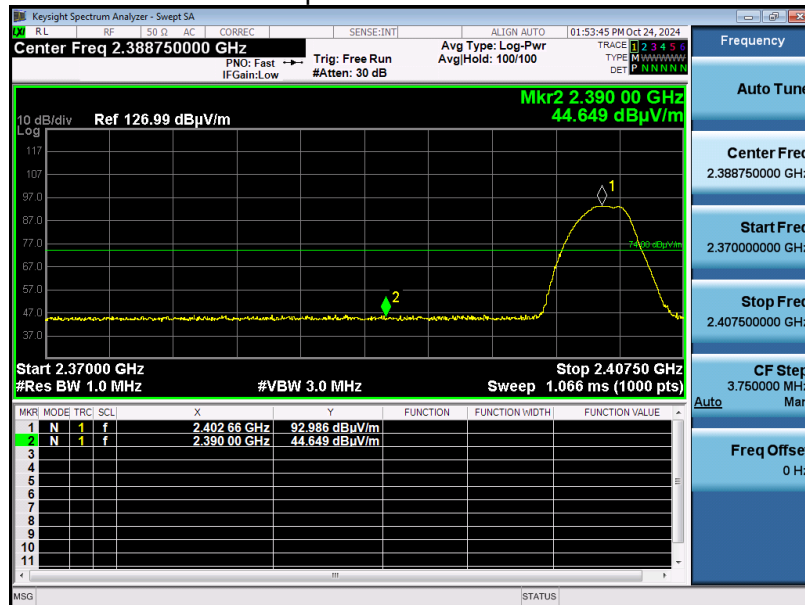 Keysight Spectrum Analyzer - Swept SA
LXI RL RF 50 Ω AC CORREC SENSE:INT ALIGN AUTO 01:53:45 PM Oct 24, 2024
Center Freq 2.388750000 GHz
PNO: Fast
IFGain:Low
Trig: Free Run
#Atten: 30 dB
Avg Type: Log-Pwr
Avg|Hold: 100/100
TRACE 1 2 3 4 5 6
TYPE M WWWWW
DET P N N N N N
Mkr2 2.390 00 GHz
44.649 dBµV/m
10 dB/div Ref 126.99 dBµV/m
Log
117
107
97.0
87.0
77.0
67.0
57.0
47.0
37.0
1
2
74.00 dBµV/m
Start 2.37000 GHz Stop 2.40750 GHz
#Res BW 1.0 MHz #VBW 3.0 MHz Sweep 1.066 ms (1000 pts)
MKR MODE TRC SCL X Y FUNCTION FUNCTION WIDTH FUNCTION VALUE
1 N 1 f 2.402 66 GHz 92.986 dBµV/m
2 N 1 f 2.390 00 GHz 44.649 dBµV/m
3
4
5
6
7
8
9
10
11
MSG STATUS
Frequency
Auto Tune
Center Freq
2.388750000 GHz
Start Freq
2.370000000 GHz
Stop Freq
2.407500000 GHz
CF Step
3.750000 MHz
Auto Man
Freq Offset
0 Hz